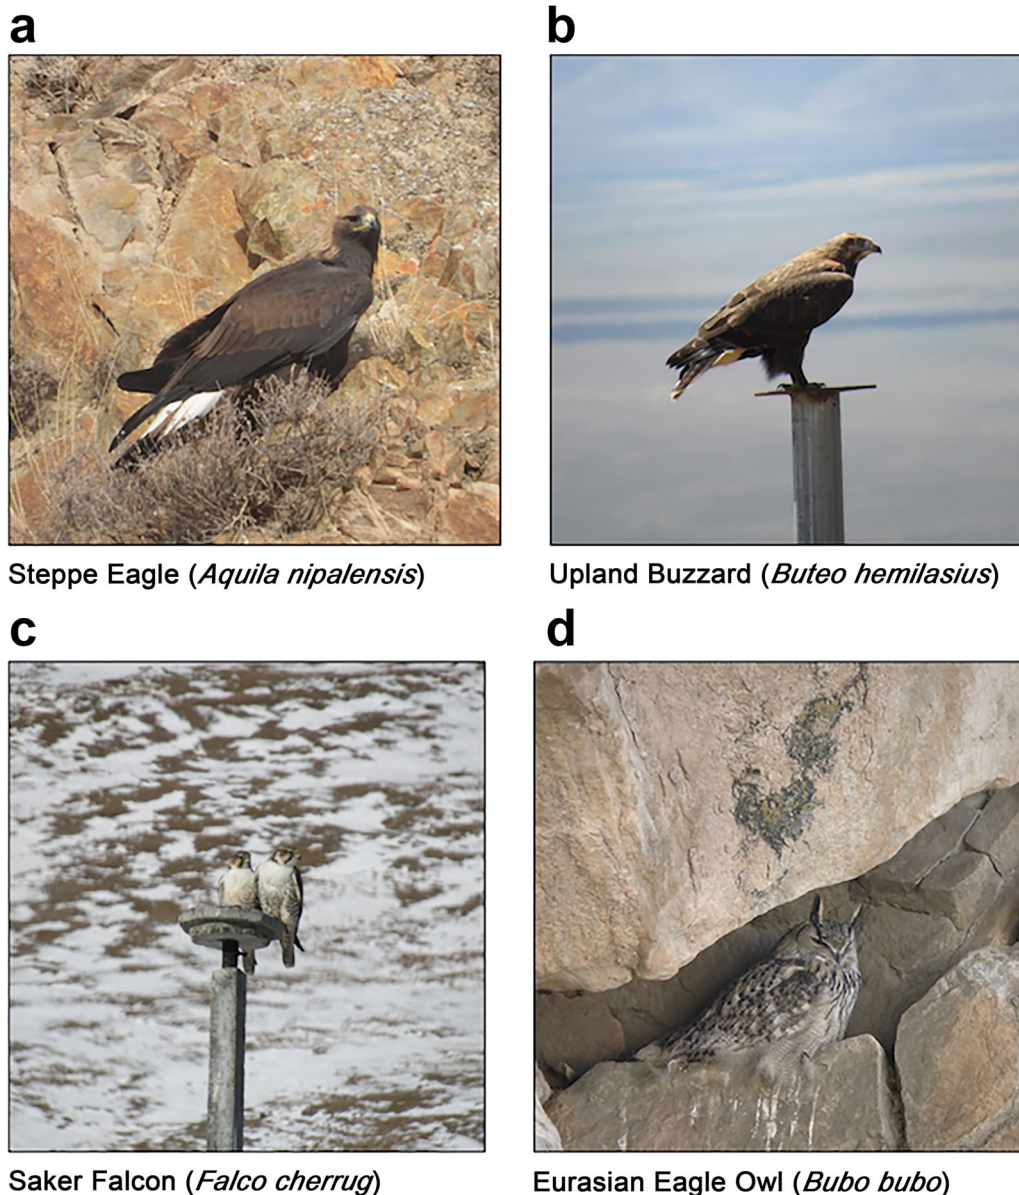 a
b
Steppe Eagle (Aquila nipalensis)
Upland Buzzard (Buteo hemilasius)
c
d
Saker Falcon (Falco cherrug)
Eurasian Eagle Owl (Bubo bubo)